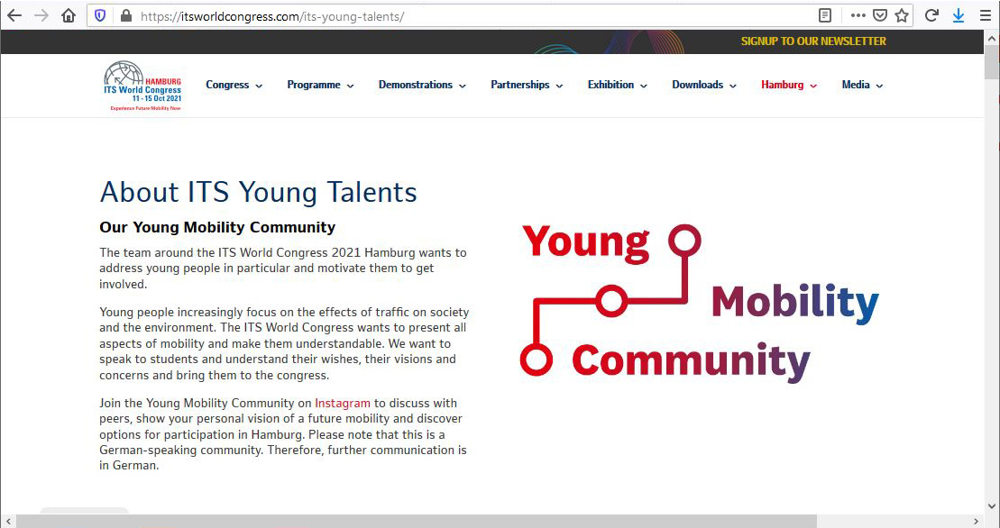 https://itsworldcongress.com/its-young-talents/
SIGNUP TO OUR NEWSLETTER
HAMBURG
ITS World Congress
11 - 15 Oct 2021
Experience Future Mobility Now
Congress
Programme
Demonstrations
Partnerships
Exhibition
Downloads
Hamburg
Media
About ITS Young Talents
Our Young Mobility Community
The team around the ITS World Congress 2021 Hamburg wants to
address young people in particular and motivate them to get
involved.
Young people increasingly focus on the effects of traffic on society
and the environment. The ITS World Congress wants to present all
aspects of mobility and make them understandable. We want to
speak to students and understand their wishes, their visions and
concerns and bring them to the congress.
Join the Young Mobility Community on Instagram to discuss with
peers, show your personal vision of a future mobility and discover
options for participation in Hamburg. Please note that this is a
German-speaking community. Therefore, further communication is
in German.
Young
Mobility
Community